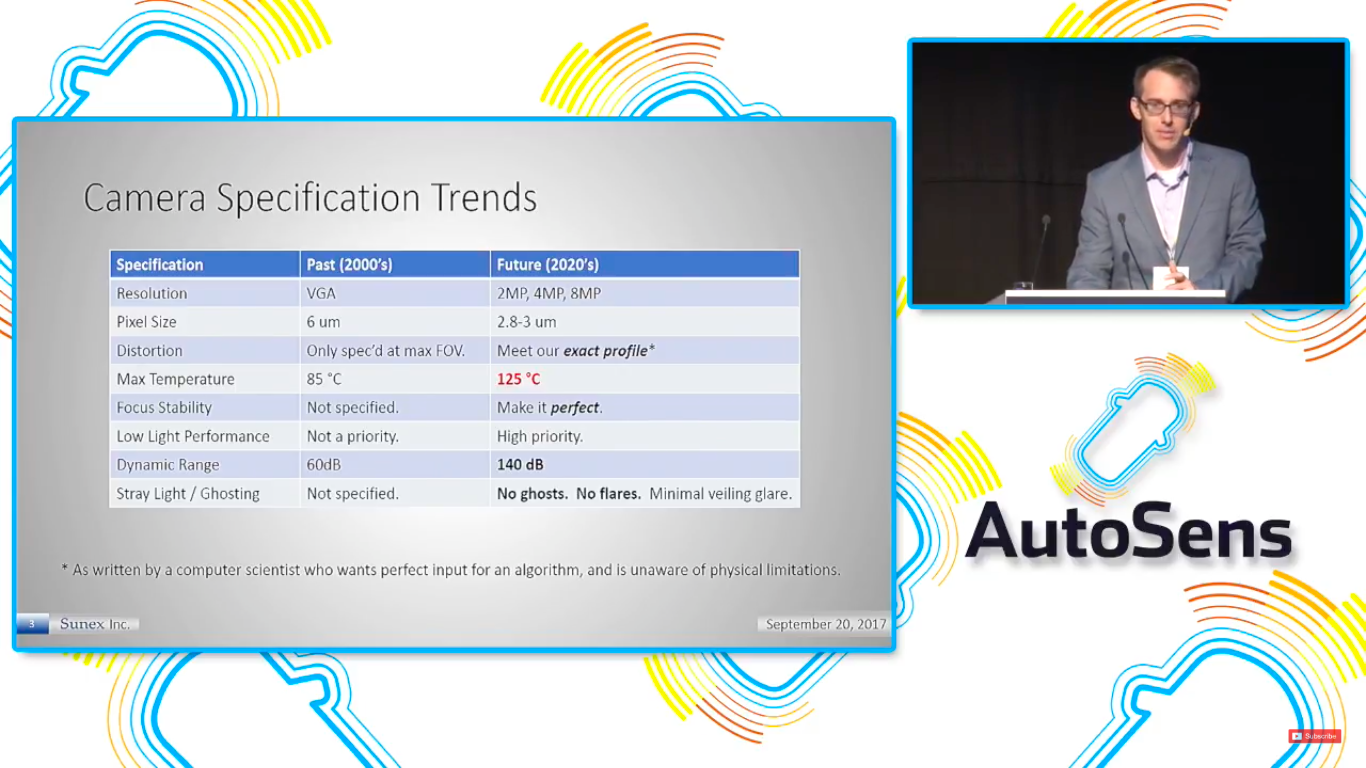 Camera Specification Trends
Specification Past (2000's) Future (2020's)
Resolution VGA 2MP, 4MP, 8MP
Pixel Size 6 um 2.8-3 um
Distortion Only spec'd at max FOV. Meet our exact profile*
Max Temperature 85 °C 125 °C
Focus Stability Not specified. Make it perfect.
Low Light Performance Not a priority. High priority.
Dynamic Range 60dB 140 dB
Stray Light / Ghosting Not specified. No ghosts. No flares. Minimal veiling glare.
* As written by a computer scientist who wants perfect input for an algorithm, and is unaware of physical limitations.
3 Sunex Inc. September 20, 2017
AutoSens
Subscribe